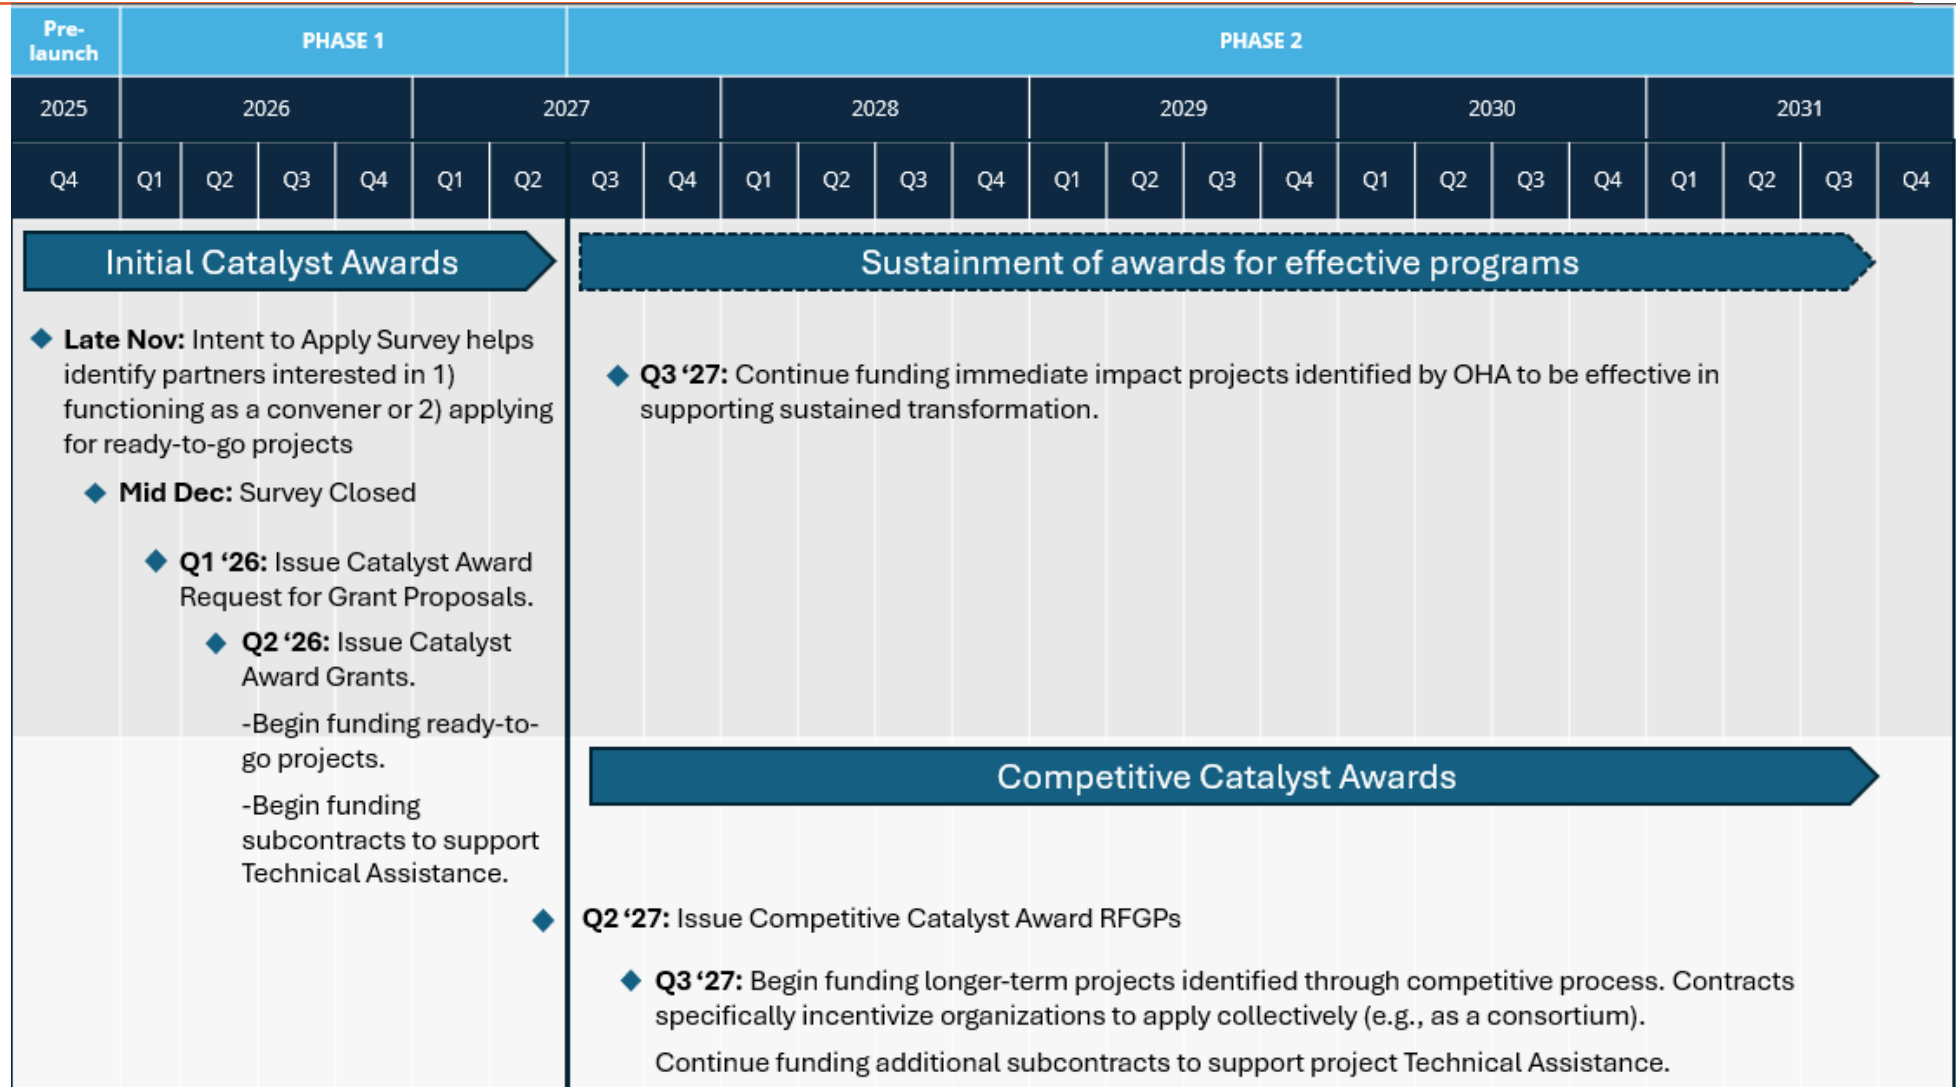 Pre-
launch
PHASE 1
PHASE 2
2025
2026
2027
2028
2029
2030
2031
Q4
Q1
Q2
Q3
Q4
Q1
Q2
Q3
Q4
Q1
Q2
Q3
Q4
Q1
Q2
Q3
Q4
Q1
Q2
Q3
Q4
Q1
Q2
Q3
Q4
Initial Catalyst Awards
Sustainment of awards for effective programs
Late Nov: Intent to Apply Survey helps
identify partners interested in 1)
functioning as a convener or 2) applying
for ready-to-go projects
Mid Dec: Survey Closed
Q1 ‘26: Issue Catalyst Award
Request for Grant Proposals.
Q2 ‘26: Issue Catalyst
Award Grants.
-Begin funding ready-to-
go projects.
-Begin funding
subcontracts to support
Technical Assistance.
Q3 ‘27: Continue funding immediate impact projects identified by OHA to be effective in
supporting sustained transformation.
Competitive Catalyst Awards
Q2 ‘27: Issue Competitive Catalyst Award RFGPs
Q3 ‘27: Begin funding longer-term projects identified through competitive process. Contracts
specifically incentivize organizations to apply collectively (e.g., as a consortium).
Continue funding additional subcontracts to support project Technical Assistance.